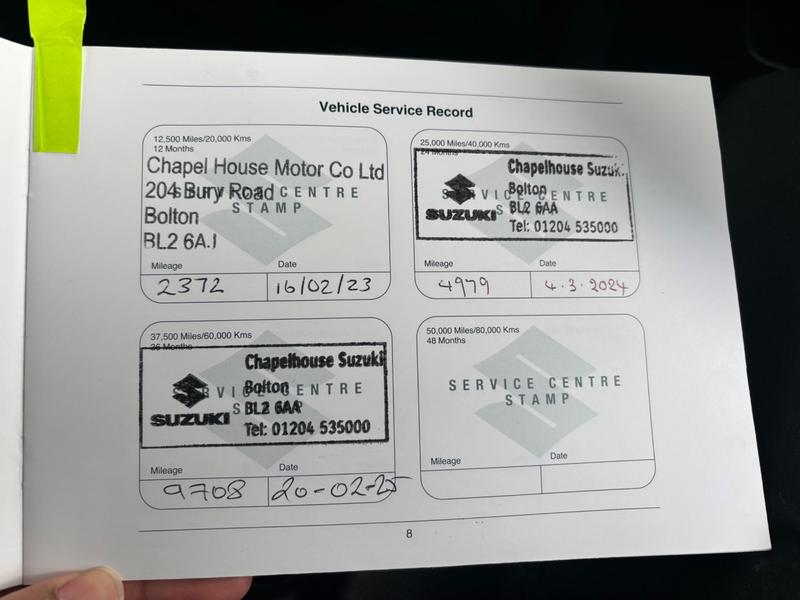 Vehicle Service Record
12,500 Miles/20,000 Kms
12 Months
Chapel House Motor Co Ltd
204 Bury Road
SERVICE CENTRE
Bolton
STAMP
BL2 6AJ
Mileage Date
2372 16/02/23
25,000 Miles/40,000 Kms
24 Months
Chapelhouse Suzuki
SERVICE CENTRE
Bolton
STAMP
SUZUKI
BL2 6AA
Tel: 01204 535000
Mileage Date
4979 4.3.2024
37,500 Miles/60,000 Kms
36 Months
Chapelhouse Suzuki
SERVICE CENTRE
Bolton
STAMP
SUZUKI
BL2 6AA
Tel: 01204 535000
Mileage Date
9708 20-02-25
50,000 Miles/80,000 Kms
48 Months
SERVICE CENTRE
STAMP
Mileage Date
8